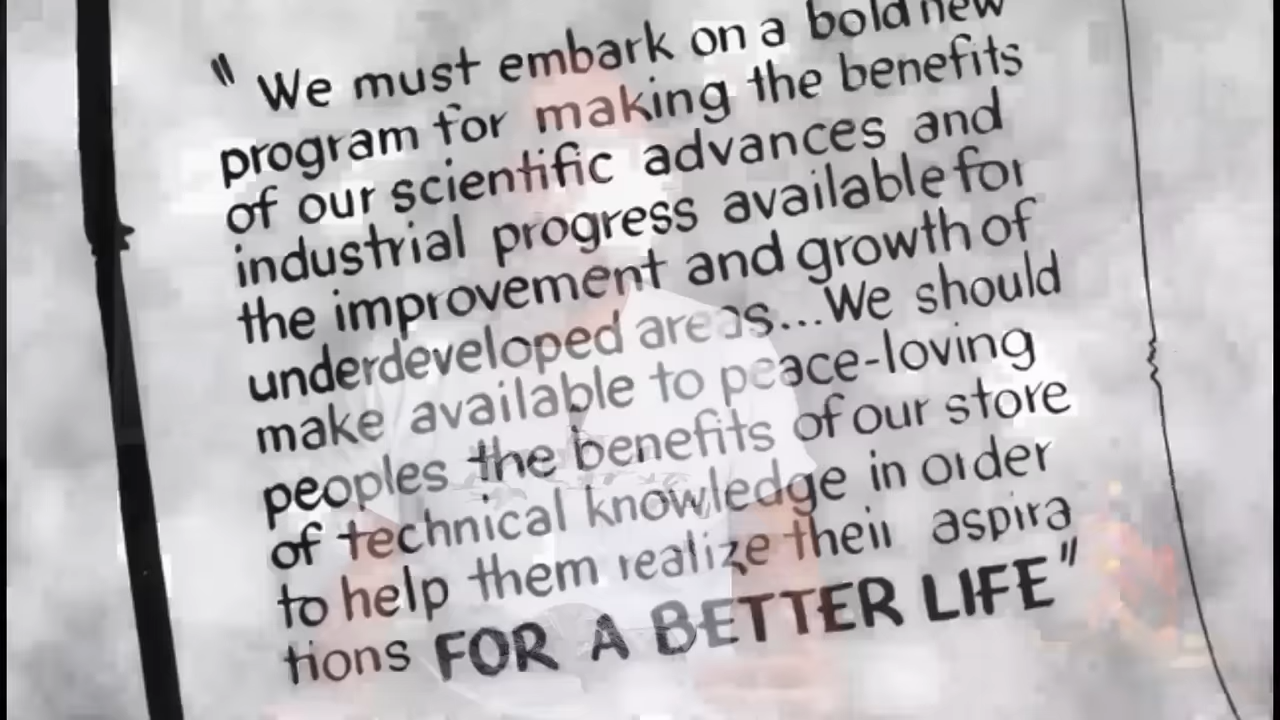 " We must embark on a bold new
program for making the benefits
of our scientific advances and
industrial progress available for
the improvement and growth of
underdeveloped areas...We should
make available to peace-loving
peoples the benefits of our store
of technical knowledge in order
to help them realize their aspira
tions FOR A BETTER LIFE"